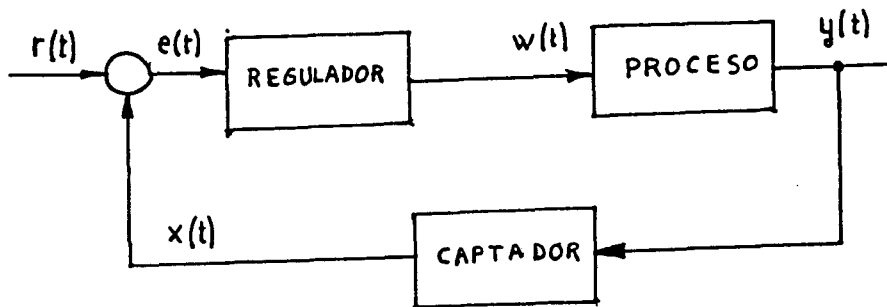 r(t)
e(t)
REGULADOR
w(t)
PROCESO
y(t)
x(t)
CAPTADOR